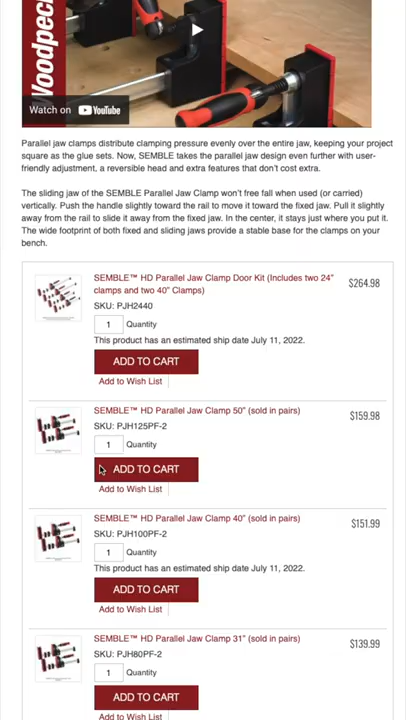 Woodpec
Watch on YouTube
Parallel jaw clamps distribute clamping pressure evenly over the entire jaw, keeping your project
square as the glue sets. Now, SEMBLE takes the parallel jaw design even further with user-
friendly adjustment, a reversible head and extra features that don't cost extra.
The sliding jaw of the SEMBLE Parallel Jaw Clamp won't free fall when used (or carried)
vertically. Push the handle slightly toward the rail to move it toward the fixed jaw. Pull it slightly
away from the rail to slide it away from the fixed jaw. In the center, it stays just where you put it.
The wide footprint of both fixed and sliding jaws provide a stable base for the clamps on your
bench.
SEMBLE™ HD Parallel Jaw Clamp Door Kit (Includes two 24"
clamps and two 40" Clamps)
$264.98
SKU: PJH2440
1 Quantity
This product has an estimated ship date July 11, 2022.
ADD TO CART
Add to Wish List
SEMBLE™ HD Parallel Jaw Clamp 50" (sold in pairs)
$159.98
SKU: PJH125PF-2
1 Quantity
ADD TO CART
Add to Wish List
SEMBLE™ HD Parallel Jaw Clamp 40" (sold in pairs)
$151.99
SKU: PJH100PF-2
1 Quantity
This product has an estimated ship date July 11, 2022.
ADD TO CART
Add to Wish List
SEMBLE™ HD Parallel Jaw Clamp 31" (sold in pairs)
$139.99
SKU: PJH80PF-2
1 Quantity
ADD TO CART
Add to Wish List